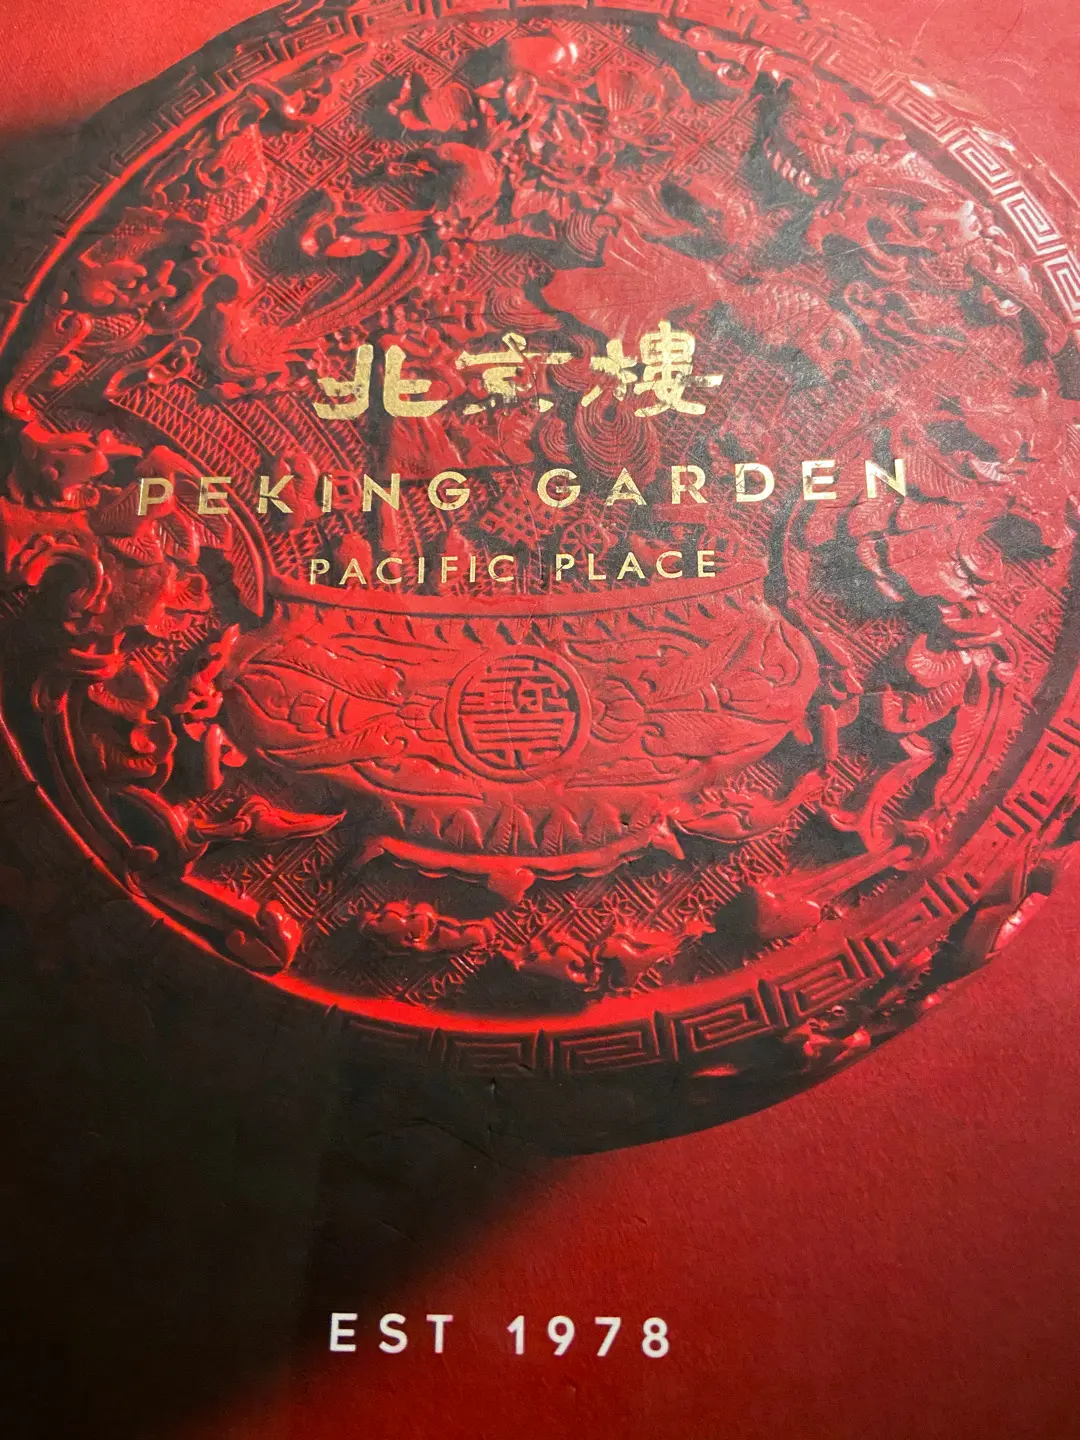 北京樓
PEKING GARDEN
PACIFIC PLACE
EST 1978